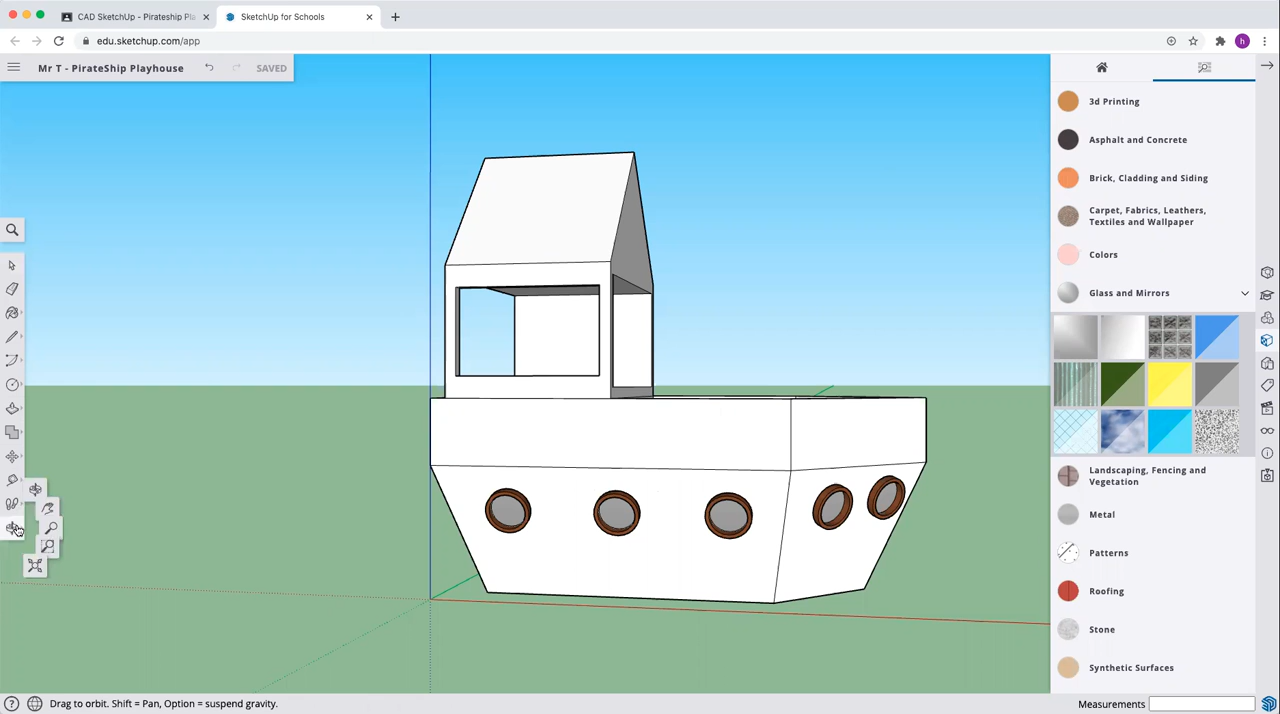 CAD SketchUp - Pirateship Pla
SketchUp for Schools
edu.sketchup.com/app
h
Mr T - PirateShip Playhouse
SAVED
3d Printing
Asphalt and Concrete
Brick, Cladding and Siding
Carpet, Fabrics, Leathers,
Textiles and Wallpaper
Colors
Glass and Mirrors
Landscaping, Fencing and
Vegetation
Metal
Patterns
Roofing
Stone
Synthetic Surfaces
Drag to orbit. Shift = Pan, Option = suspend gravity.
Measurements